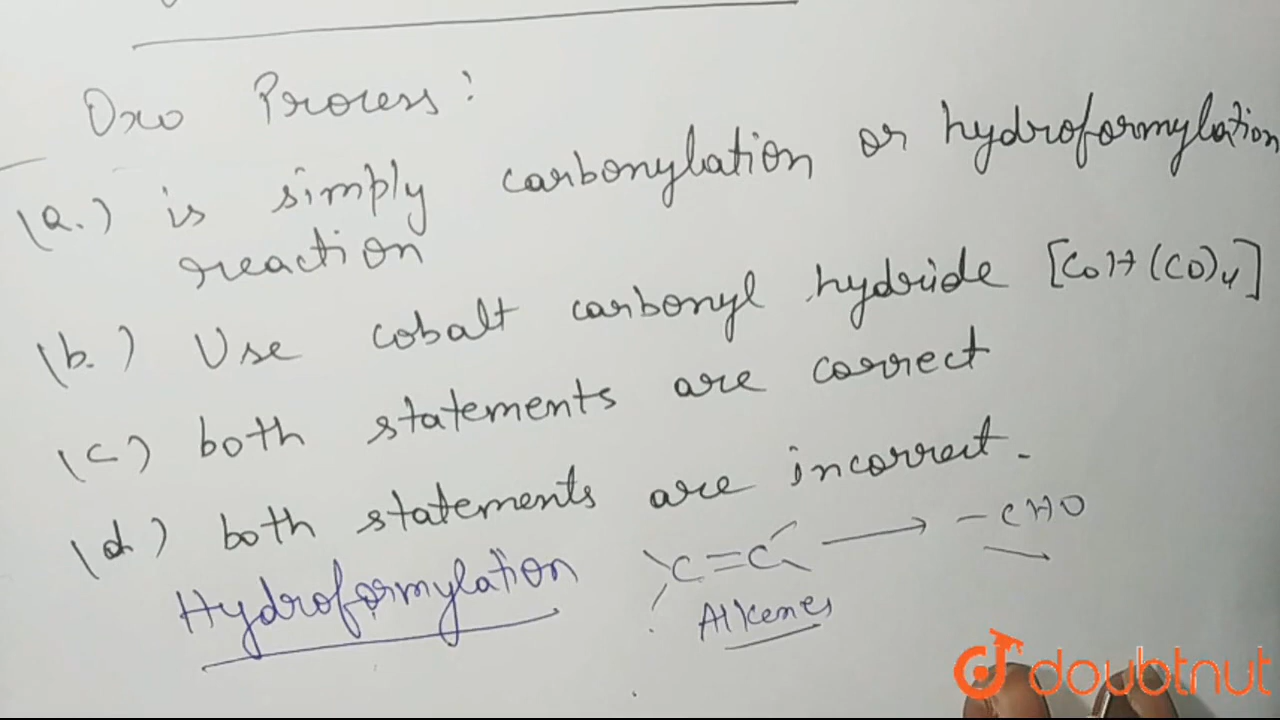 Oxo Process:
(a.) is simply carbonylation or hydroformylation
reaction
(b.) Use cobalt carbonyl hydride [CoH(CO)4]
(c) both statements are correct
(d.) both statements are incorrect.
Hydroformylation C=C → -CHO
Alkenes
doubtnut